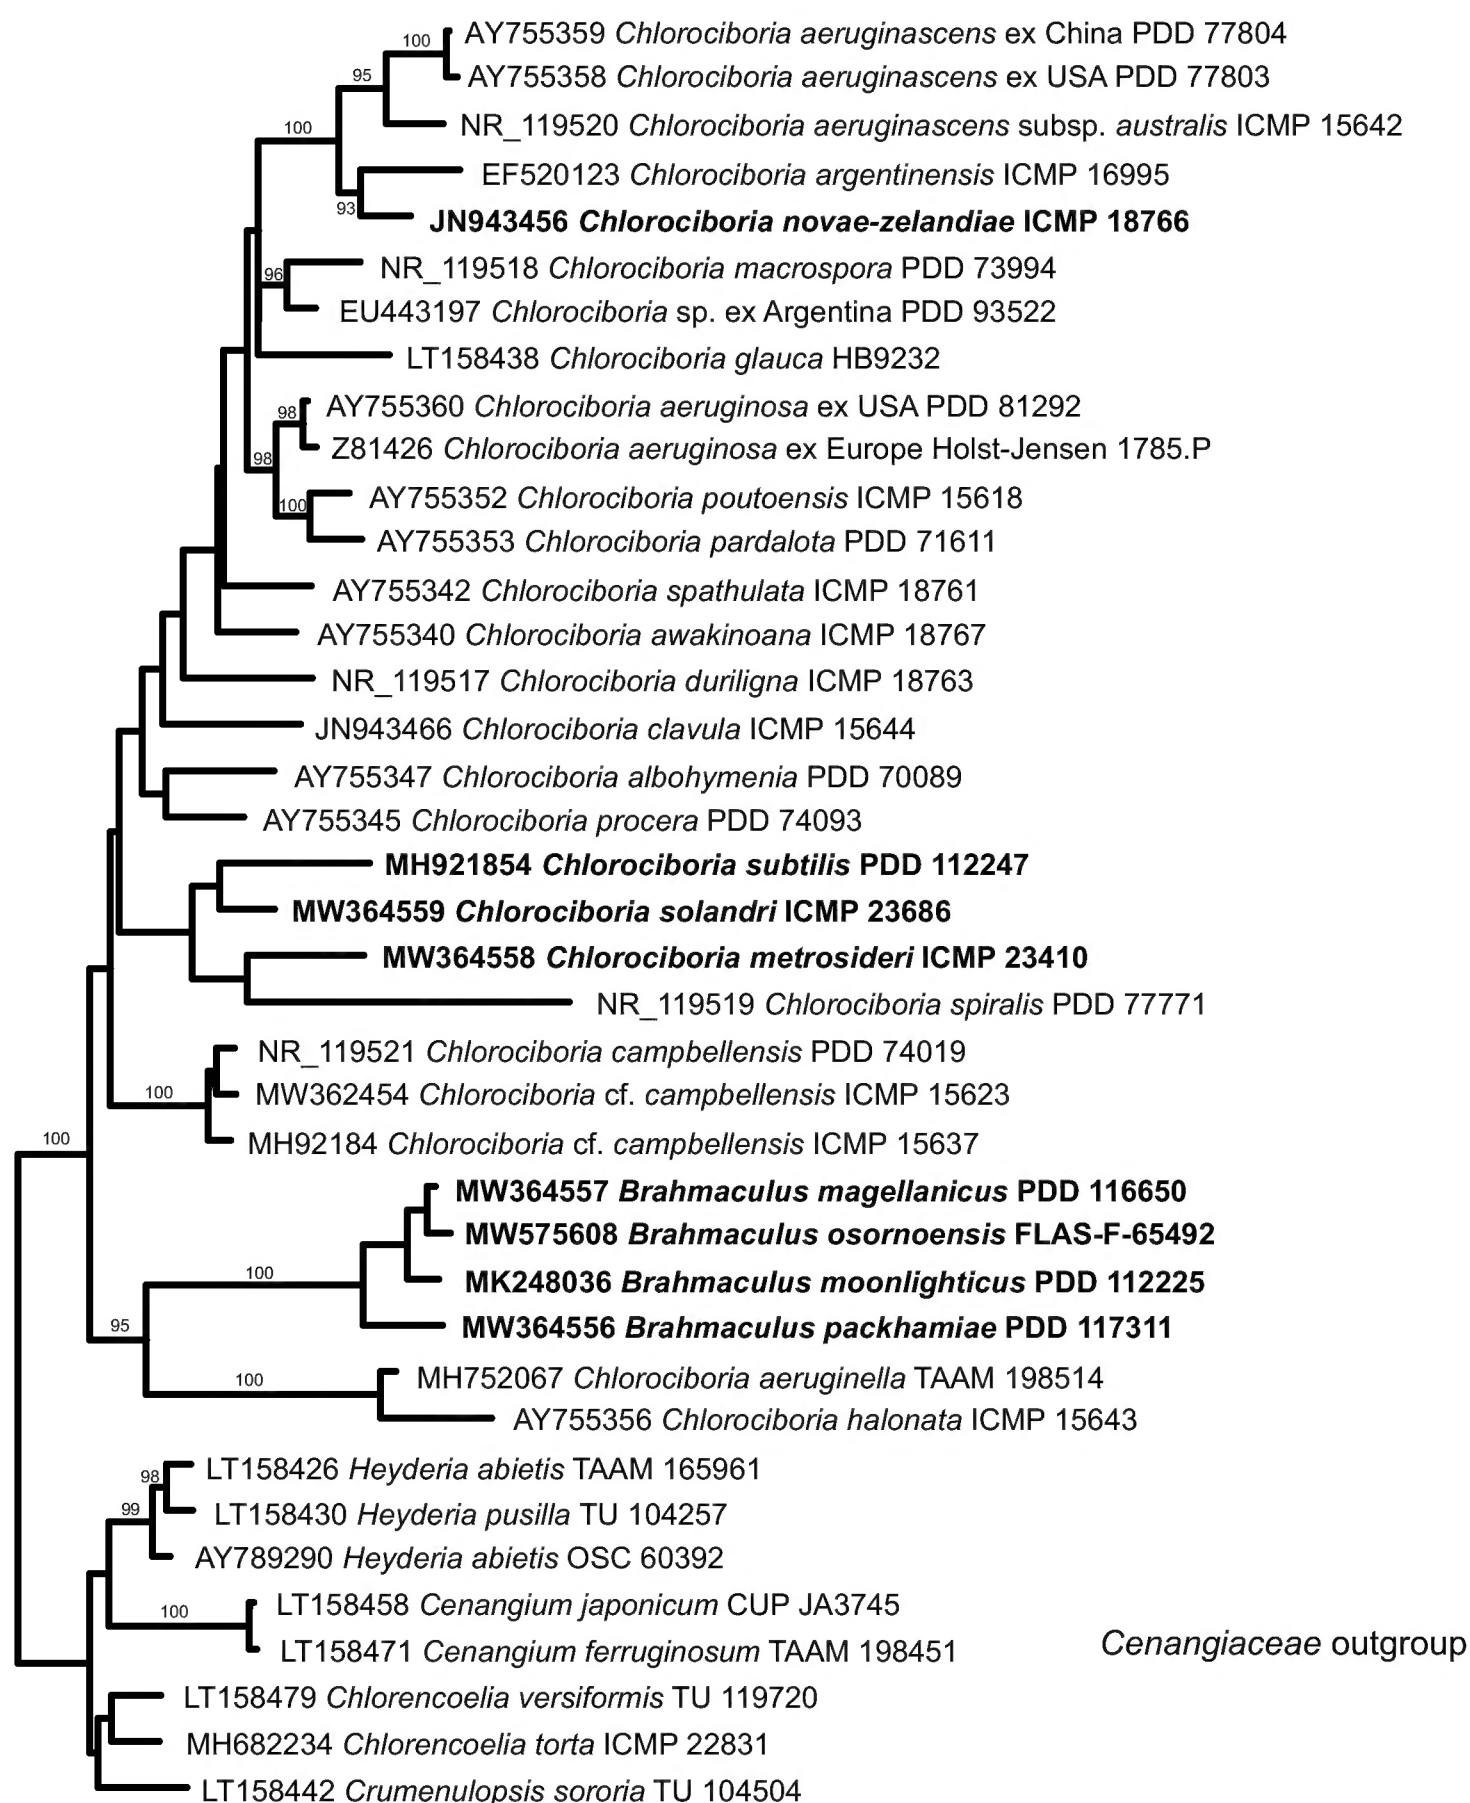 100
AY755359 Chlorociboria aeruginascens ex China PDD 77804
95
AY755358 Chlorociboria aeruginascens ex USA PDD 77803
100
NR_119520 Chlorociboria aeruginascens subsp. australis ICMP 15642
EF520123 Chlorociboria argentinensis ICMP 16995
93
JN943456 Chlorociboria novae-zelandiae ICMP 18766
NR_119518 Chlorociboria macrospora PDD 73994
96
EU443197 Chlorociboria sp. ex Argentina PDD 93522
LT158438 Chlorociboria glauca HB9232
98
AY755360 Chlorociboria aeruginosa ex USA PDD 81292
98
Z81426 Chlorociboria aeruginosa ex Europe Holst-Jensen 1785.P
100
AY755352 Chlorociboria poutoensis ICMP 15618
AY755353 Chlorociboria pardalota PDD 71611
AY755342 Chlorociboria spathulata ICMP 18761
AY755340 Chlorociboria awakinoana ICMP 18767
NR_119517 Chlorociboria duriligna ICMP 18763
JN943466 Chlorociboria clavula ICMP 15644
AY755347 Chlorociboria albohymenia PDD 70089
AY755345 Chlorociboria procera PDD 74093
MH921854 Chlorociboria subtilis PDD 112247
MW364559 Chlorociboria solandri ICMP 23686
MW364558 Chlorociboria metrosideri ICMP 23410
NR_119519 Chlorociboria spiralis PDD 77771
NR_119521 Chlorociboria campbellensis PDD 74019
100
MW362454 Chlorociboria cf. campbellensis ICMP 15623
100
MH92184 Chlorociboria cf. campbellensis ICMP 15637
MW364557 Brahmaculus magellanicus PDD 116650
MW575608 Brahmaculus osornoensis FLAS-F-65492
100
MK248036 Brahmaculus moonlighticus PDD 112225
95
MW364556 Brahmaculus packhamiae PDD 117311
100
MH752067 Chlorociboria aeruginella TAAM 198514
AY755356 Chlorociboria halonata ICMP 15643
98
LT158426 Heyderia abietis TAAM 165961
99
LT158430 Heyderia pusilla TU 104257
AY789290 Heyderia abietis OSC 60392
100
LT158458 Cenangium japonicum CUP JA3745
LT158471 Cenangium ferruginosum TAAM 198451
Cenangiaceae outgroup
LT158479 Chlorencoelia versiformis TU 119720
MH682234 Chlorencoelia torta ICMP 22831
LT158442 Crumenulopsis sororia TU 104504